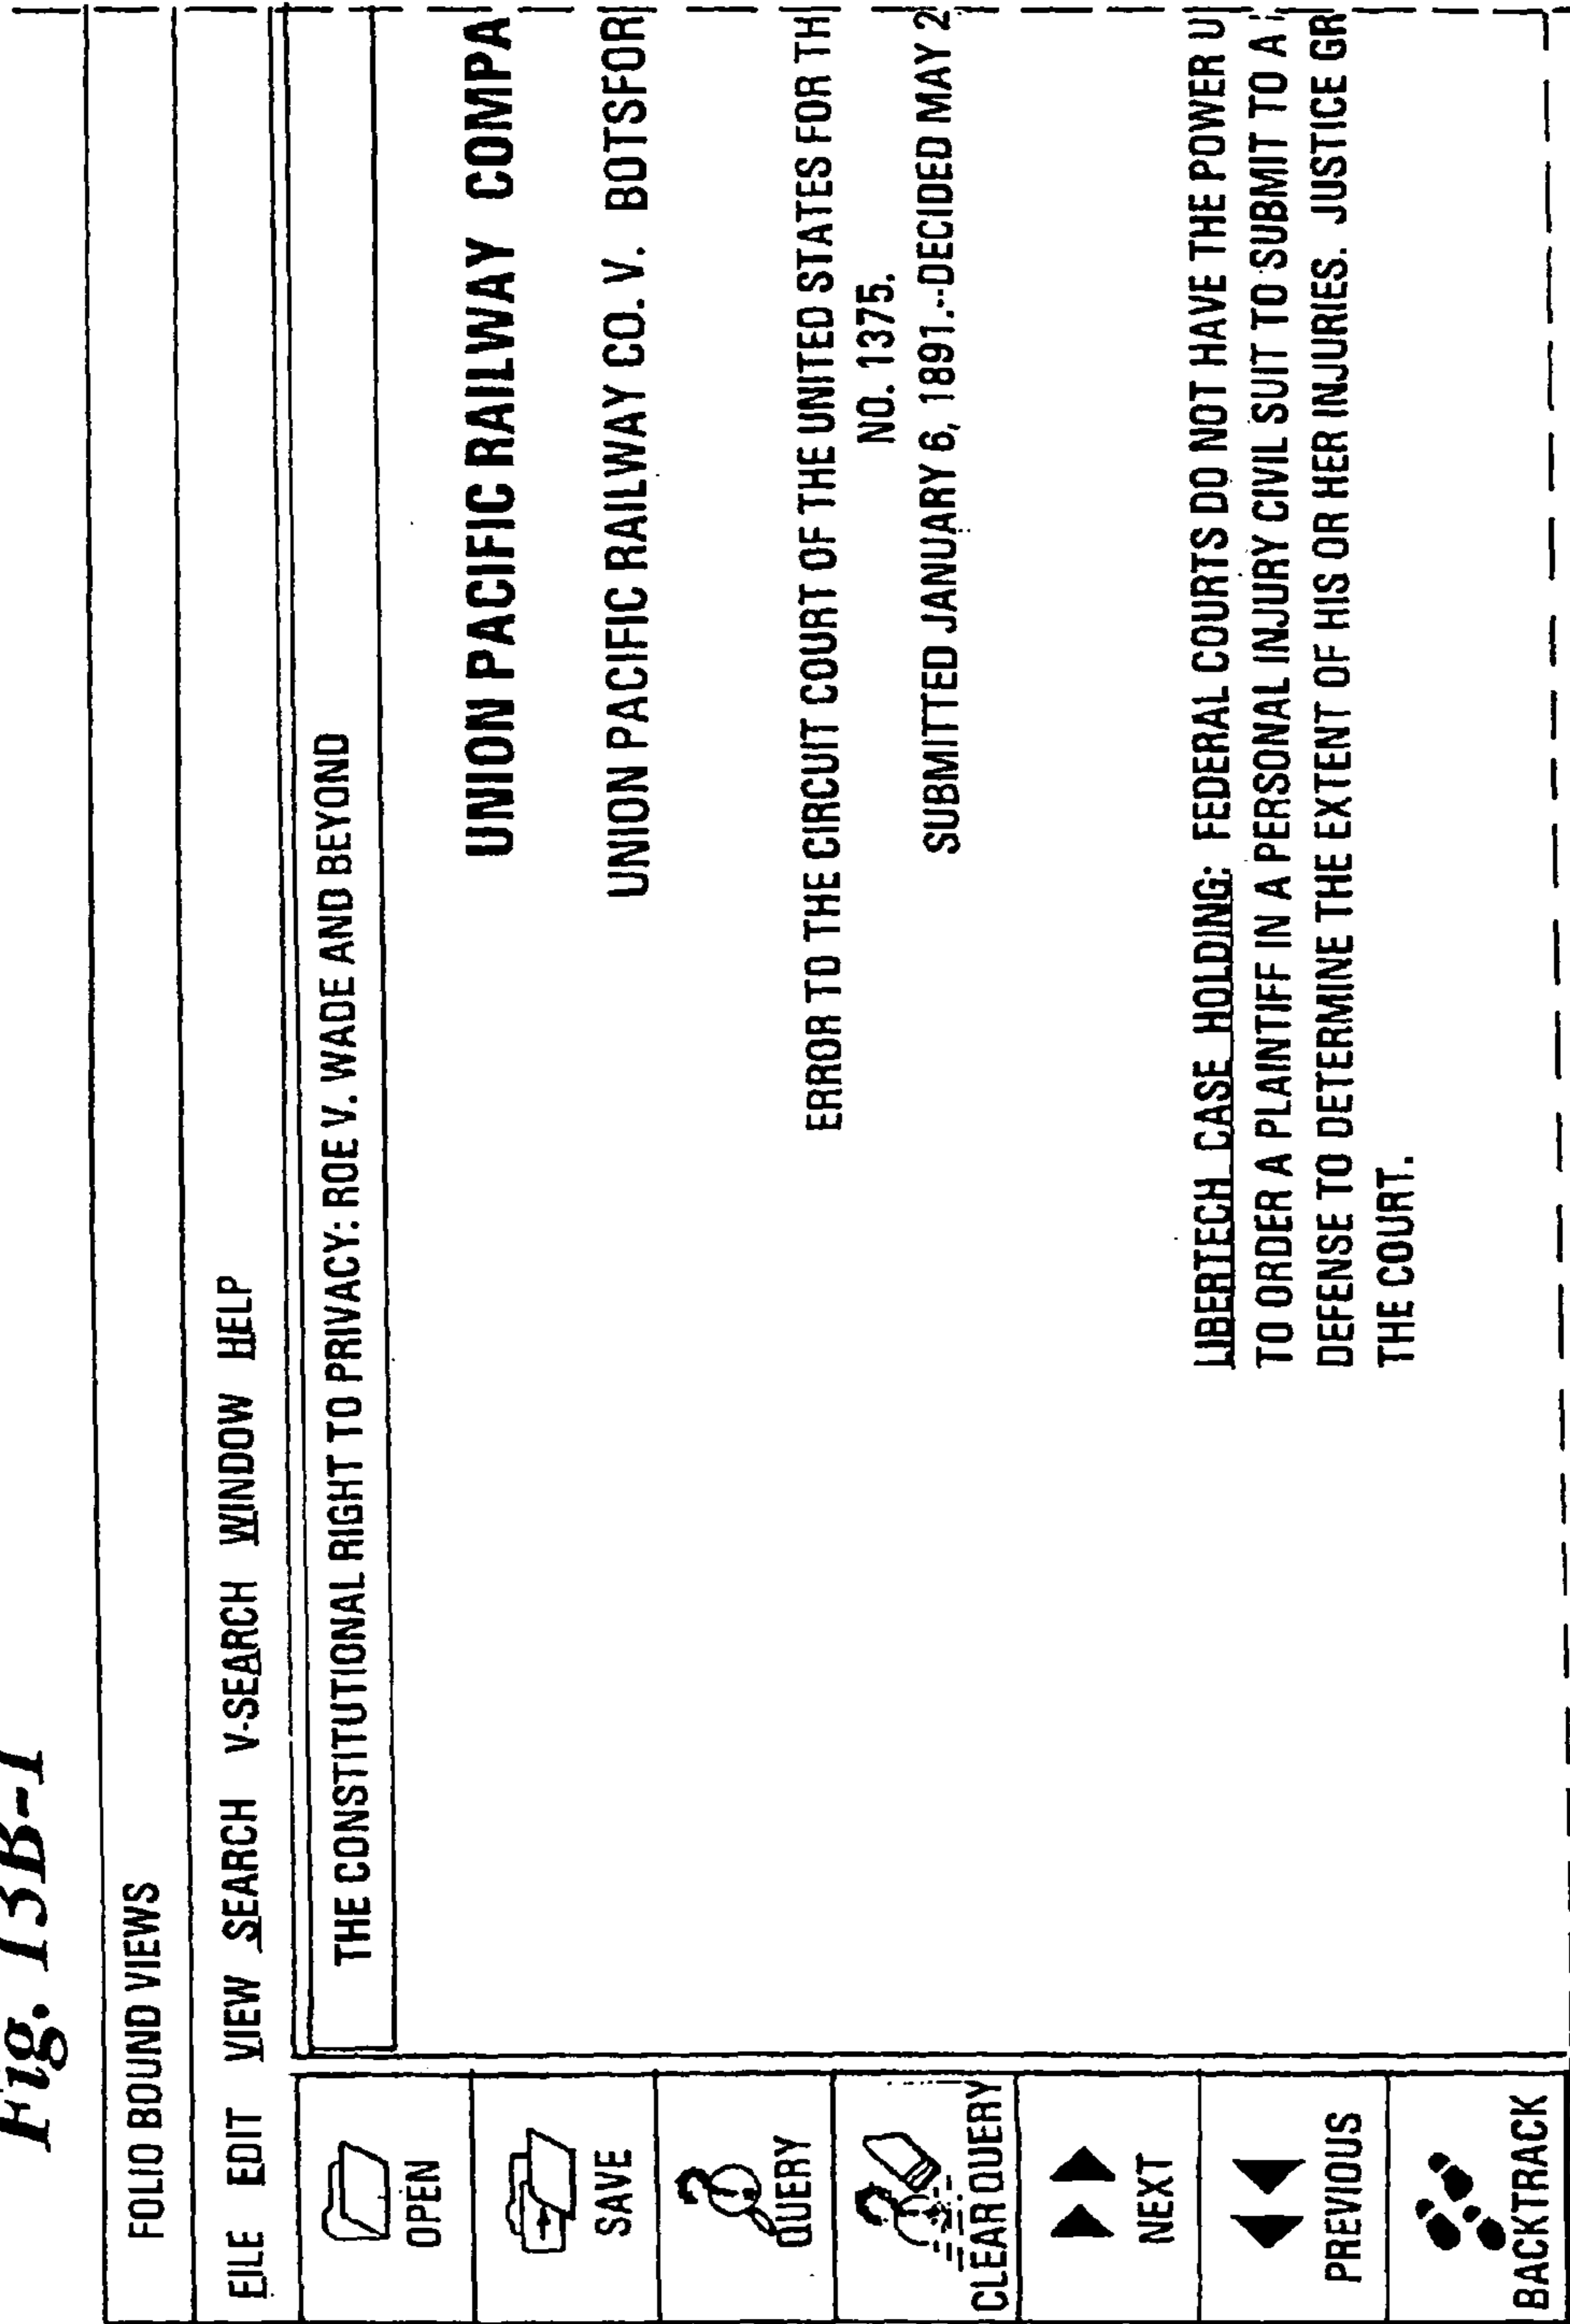 Fig. 13B-1
FOLIO BOUND VIEWS
FILE EDIT VIEW SEARCH V-SEARCH WINDOW HELP
OPEN
SAVE
QUERY
CLEAR QUERY
NEXT
PREVIOUS
BACKTRACK
THE CONSTITUTIONAL RIGHT TO PRIVACY: ROE V. WADE AND BEYOND
UNION PACIFIC RAILWAY COMPA
UNION PACIFIC RAILWAY CO. V. BOTSFOR
ERROR TO THE CIRCUIT COURT OF THE UNITED STATES FOR TH
NO. 1375.
SUBMITTED JANUARY 6, 1891.--DECIDED MAY 2
LIBERTECH CASE HOLDING: FEDERAL COURTS DO NOT HAVE THE POWER U
TO ORDER A PLAINTIFF IN A PERSONAL INJURY CIVIL SUIT TO SUBMIT TO A
DEFENSE TO DETERMINE THE EXTENT OF HIS OR HER INJURIES. JUSTICE GR
THE COURT.